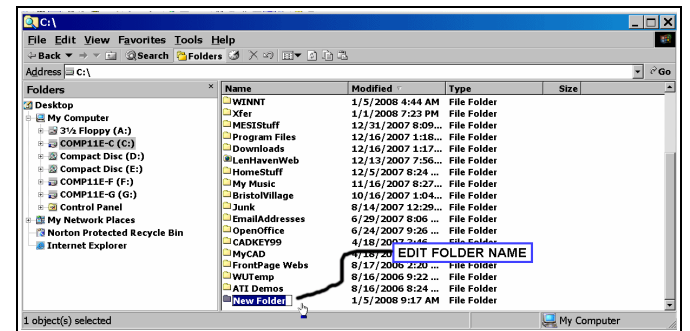 C:\
File Edit View Favorites Tools Help
Back Search Folders
Address C:\ Go
Folders
Desktop
My Computer
3½ Floppy (A:)
COMP11E-C (C:)
Compact Disc (D:)
Compact Disc (E:)
COMP11E-F (F:)
COMP11E-G (G:)
Control Panel
My Network Places
Norton Protected Recycle Bin
Internet Explorer
Name Modified Type Size
WINNT 1/5/2008 4:44 AM File Folder
Xfer 1/1/2008 7:23 PM File Folder
MESIStuff 12/31/2007 8:09... File Folder
Program Files 12/16/2007 1:18... File Folder
Downloads 12/16/2007 1:17... File Folder
LenHavenWeb 12/13/2007 7:56... File Folder
HomeStuff 12/5/2007 8:24 ... File Folder
My Music 11/16/2007 8:27... File Folder
BristolVillage 10/16/2007 1:04... File Folder
Junk 8/14/2007 12:29... File Folder
EmailAddresses 6/29/2007 8:06 ... File Folder
OpenOffice 6/24/2007 9:26 ... File Folder
CADKEY99 4/18/2007 File Folder
MyCAD
EDIT FOLDER NAME
FrontPage Webs 8/17/2006 2:20 ... File Folder
WUTemp 8/16/2006 9:22 ... File Folder
ATI Demos 8/16/2006 8:24 ... File Folder
New Folder 1/5/2008 9:17 AM File Folder
1 object(s) selected My Computer